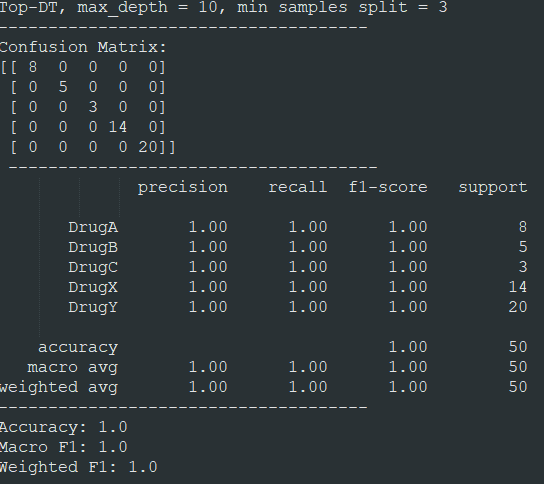 Top-DT, max_depth = 10, min samples split = 3
-------------------------------------
Confusion Matrix:
[[ 8  0  0  0  0]
 [ 0  5  0  0  0]
 [ 0  0  3  0  0]
 [ 0  0  0 14  0]
 [ 0  0  0  0 20]]
 -------------------------------------
              precision    recall  f1-score   support

       DrugA       1.00      1.00      1.00         8
       DrugB       1.00      1.00      1.00         5
       DrugC       1.00      1.00      1.00         3
       DrugX       1.00      1.00      1.00        14
       DrugY       1.00      1.00      1.00        20

    accuracy                           1.00        50
   macro avg       1.00      1.00      1.00        50
weighted avg       1.00      1.00      1.00        50
-------------------------------------
Accuracy: 1.0
Macro F1: 1.0
Weighted F1: 1.0